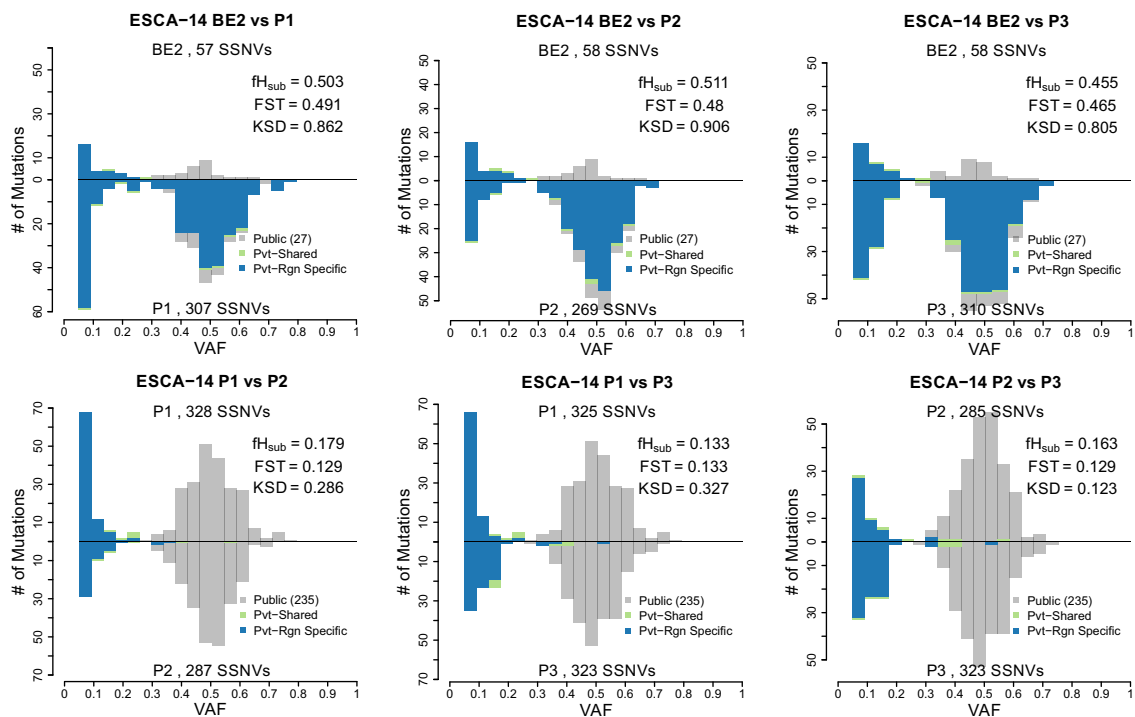 ESCA−14 BE2 vs P1
BE2 , 57 SSNVs
fHsub = 0.503
FST = 0.491
KSD = 0.862
# of Mutations
50
30
10
0
10
20
40
60
Public (27)
Pvt−Shared
Pvt−Rgn Specific
P1 , 307 SSNVs
0 0.1 0.2 0.3 0.4 0.5 0.6 0.7 0.8 0.9 1
VAF
ESCA−14 BE2 vs P2
BE2 , 58 SSNVs
fHsub = 0.511
FST = 0.48
KSD = 0.906
# of Mutations
50
30
10
0
10
20
30
40
50
Public (27)
Pvt−Shared
Pvt−Rgn Specific
P2 , 269 SSNVs
0 0.1 0.2 0.3 0.4 0.5 0.6 0.7 0.8 0.9 1
VAF
ESCA−14 BE2 vs P3
BE2 , 58 SSNVs
fHsub = 0.455
FST = 0.465
KSD = 0.805
# of Mutations
50
30
10
0
10
30
50
Public (27)
Pvt−Shared
Pvt−Rgn Specific
P3 , 310 SSNVs
0 0.1 0.2 0.3 0.4 0.5 0.6 0.7 0.8 0.9 1
VAF
ESCA−14 P1 vs P2
P1 , 328 SSNVs
fHsub = 0.179
FST = 0.129
KSD = 0.286
# of Mutations
70
50
30
10
0
10
30
50
70
Public (235)
Pvt−Shared
Pvt−Rgn Specific
P2 , 287 SSNVs
0 0.1 0.2 0.3 0.4 0.5 0.6 0.7 0.8 0.9 1
VAF
ESCA−14 P1 vs P3
P1 , 325 SSNVs
fHsub = 0.133
FST = 0.133
KSD = 0.327
# of Mutations
70
50
30
10
0
10
30
50
70
Public (235)
Pvt−Shared
Pvt−Rgn Specific
P3 , 323 SSNVs
0 0.1 0.2 0.3 0.4 0.5 0.6 0.7 0.8 0.9 1
VAF
ESCA−14 P2 vs P3
P2 , 285 SSNVs
fHsub = 0.163
FST = 0.129
KSD = 0.123
# of Mutations
50
30
10
0
10
30
50
Public (235)
Pvt−Shared
Pvt−Rgn Specific
P3 , 323 SSNVs
0 0.1 0.2 0.3 0.4 0.5 0.6 0.7 0.8 0.9 1
VAF